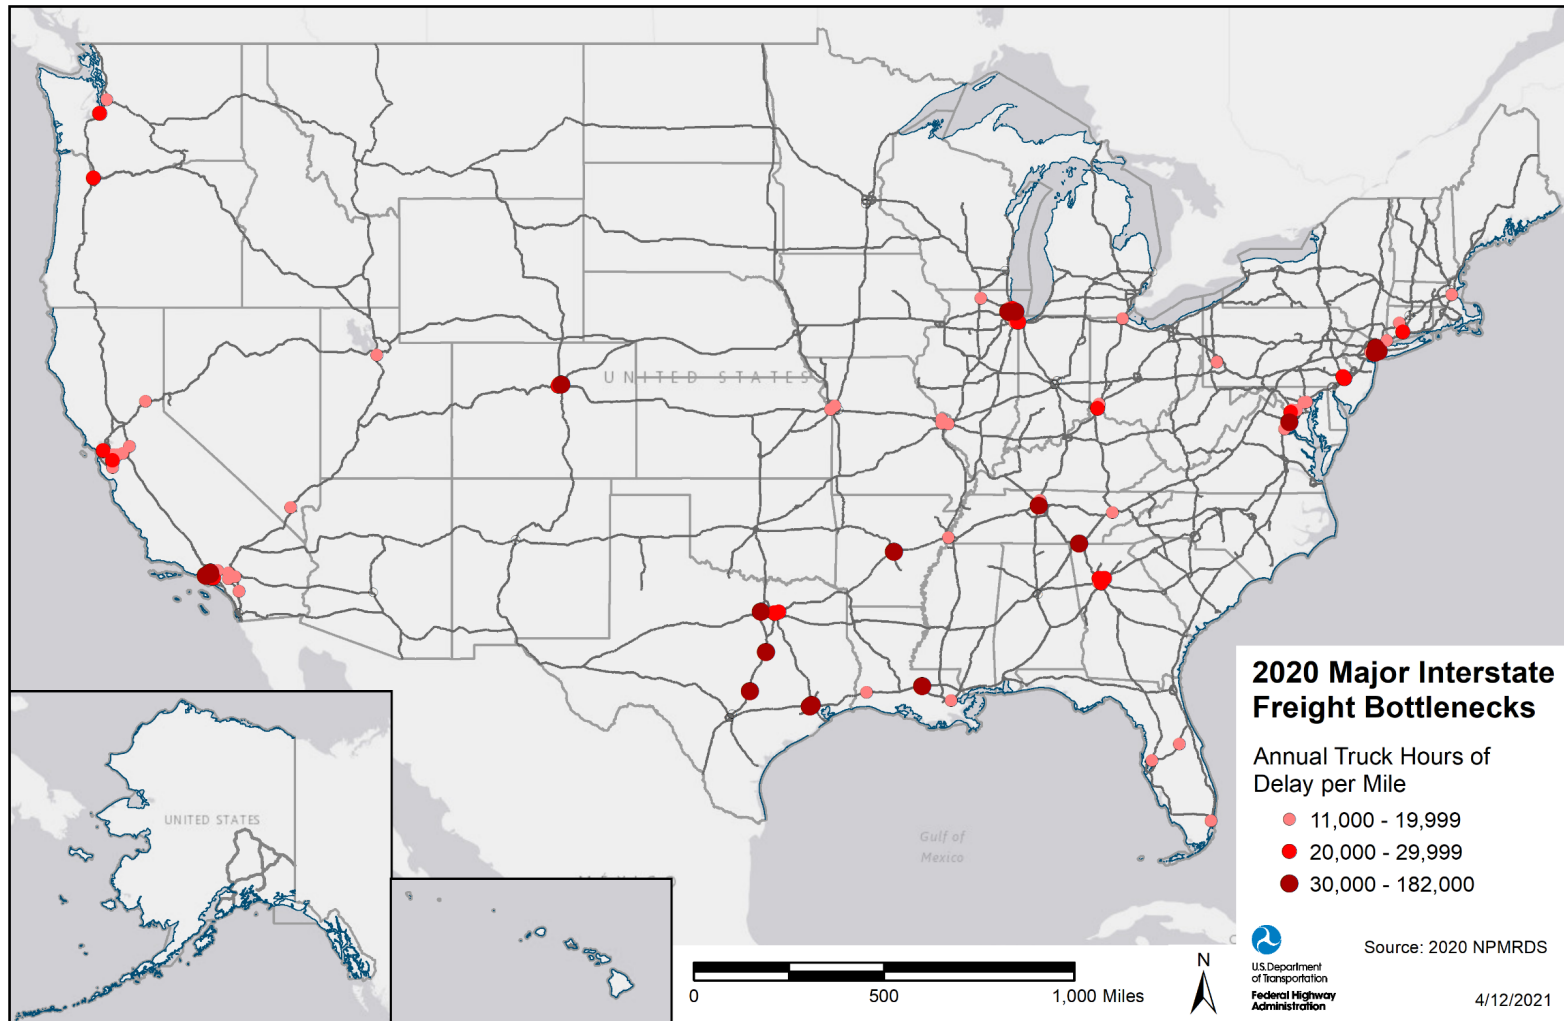 UNITED STATES
2020 Major Interstate
Freight Bottlenecks
Annual Truck Hours of
Delay per Mile
11,000 - 19,999
20,000 - 29,999
30,000 - 182,000
UNITED STATES
Gulf of
Mexico
N
Source: 2020 NPMRDS
U.S.Department
of Transportation
Federal Highway
Administration
0 500 1,000 Miles
4/12/2021